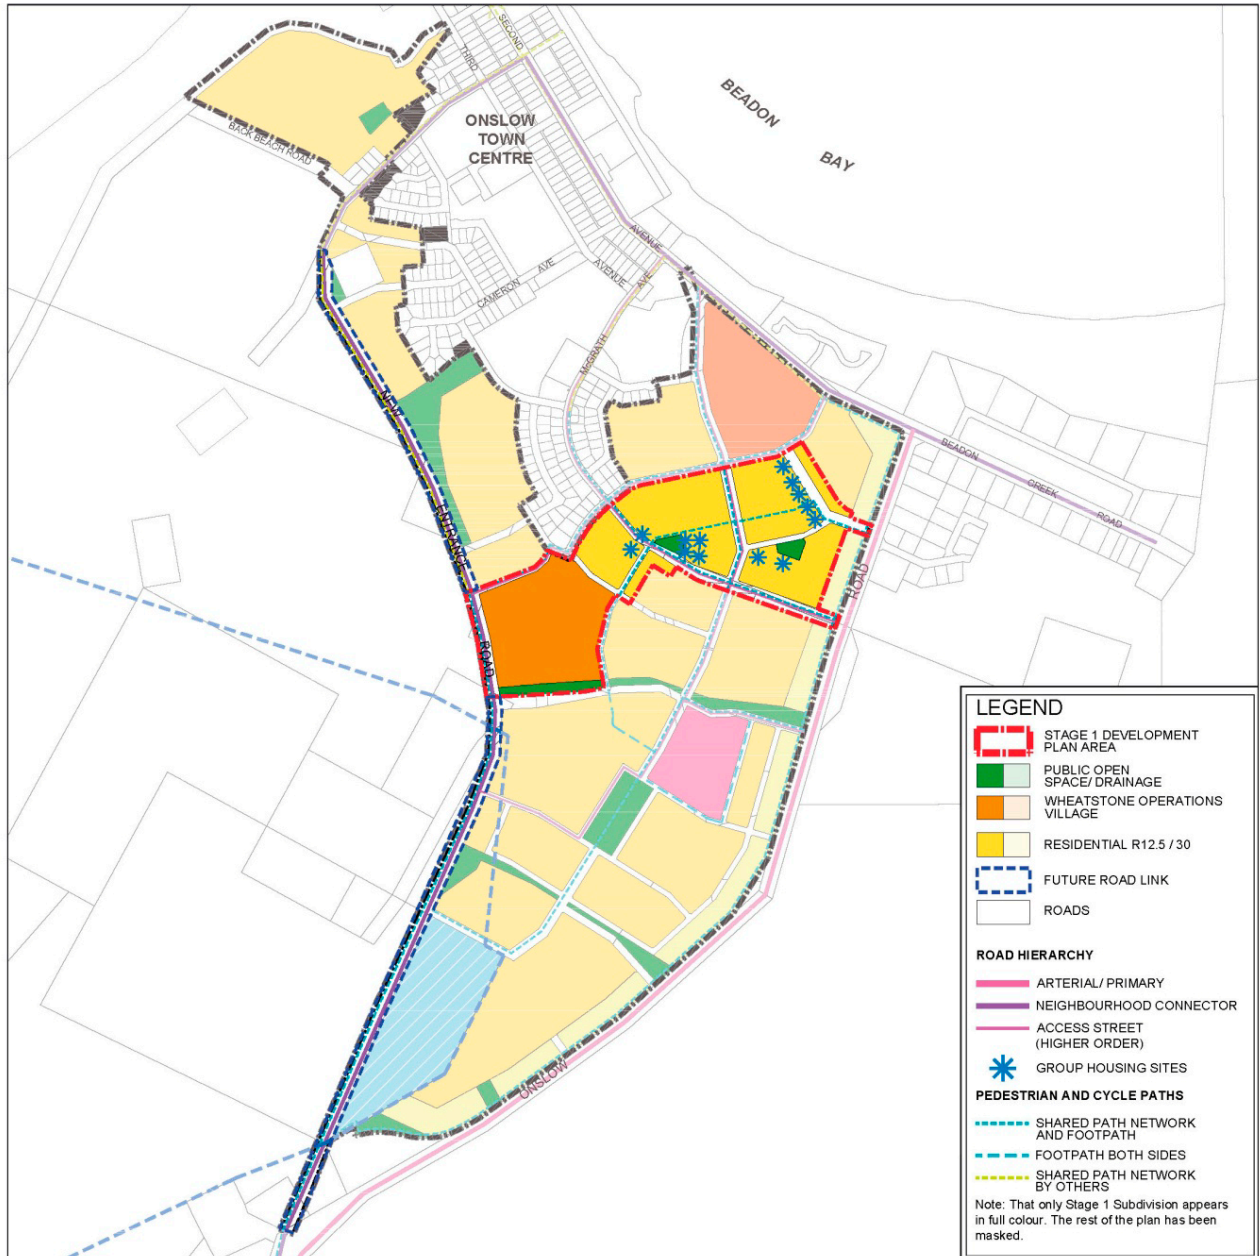 SECOND
THIRD
ONSLOW
TOWN
CENTRE
BEADON
BAY
BACK BEACH ROAD
AVENUE
CAMERON AVE
AVENUE
McGRATH AVE
NEW
ENTRANCE
ROAD
BEADON
CREEK
ROAD
ROAD
ONSLOW
LEGEND
STAGE 1 DEVELOPMENT
PLAN AREA
PUBLIC OPEN
SPACE/ DRAINAGE
WHEATSTONE OPERATIONS
VILLAGE
RESIDENTIAL R12.5 / 30
FUTURE ROAD LINK
ROADS
ROAD HIERARCHY
ARTERIAL/ PRIMARY
NEIGHBOURHOOD CONNECTOR
ACCESS STREET
(HIGHER ORDER)
GROUP HOUSING SITES
PEDESTRIAN AND CYCLE PATHS
SHARED PATH NETWORK
AND FOOTPATH
FOOTPATH BOTH SIDES
SHARED PATH NETWORK
BY OTHERS
Note: That only Stage 1 Subdivision appears
in full colour. The rest of the plan has been
masked.